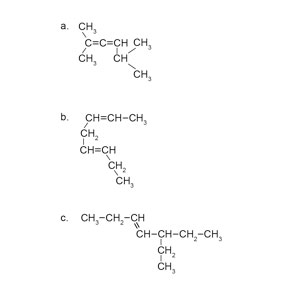 a. CH₃
C=C=CH CH₃
CH₃ CH
CH₃
b. CH=CH−CH₃
CH₂
CH=CH
CH₂
CH₃
c. CH₃−CH₂−CH
CH−CH−CH₂−CH₃
CH₂
CH₃